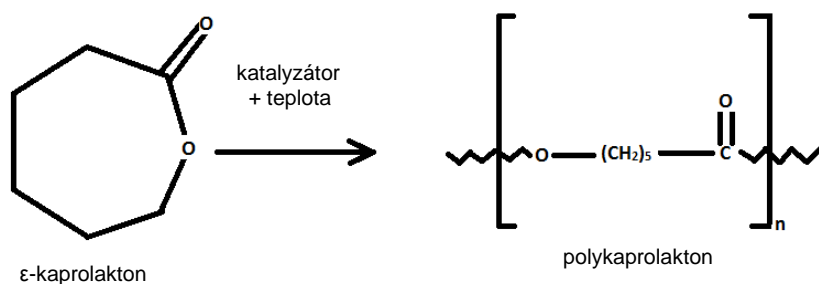 O
katalyzátor
+ teplota
O
ε-kaprolakton
O
O
(CH₂)₅
C
n
polykaprolakton